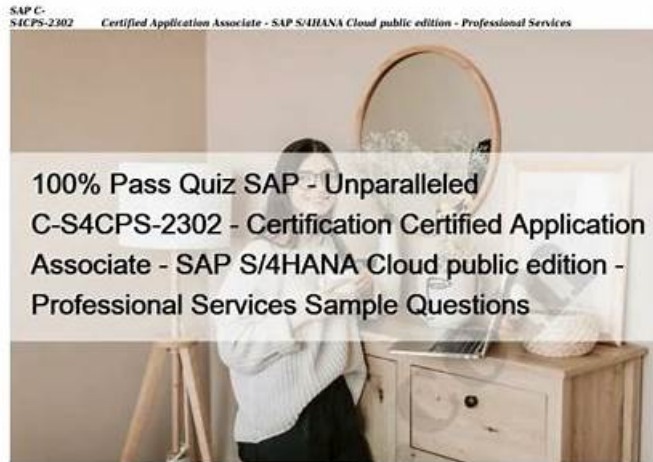 SAP C-
S4CPS-2302 Certified Application Associate - SAP S/4HANA Cloud public edition - Professional Services
100% Pass Quiz SAP - Unparalleled
C-S4CPS-2302 - Certification Certified Application
Associate - SAP S/4HANA Cloud public edition -
Professional Services Sample Questions